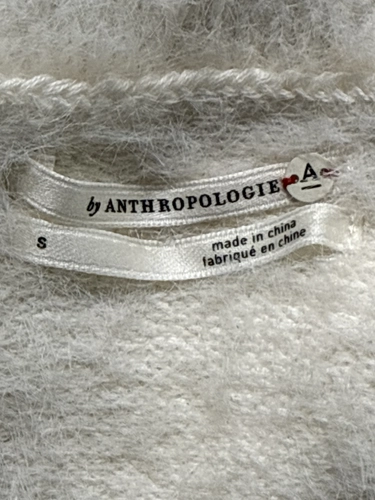 by ANTHROPOLOGIE
A
S
made in china
fabriqué en chine